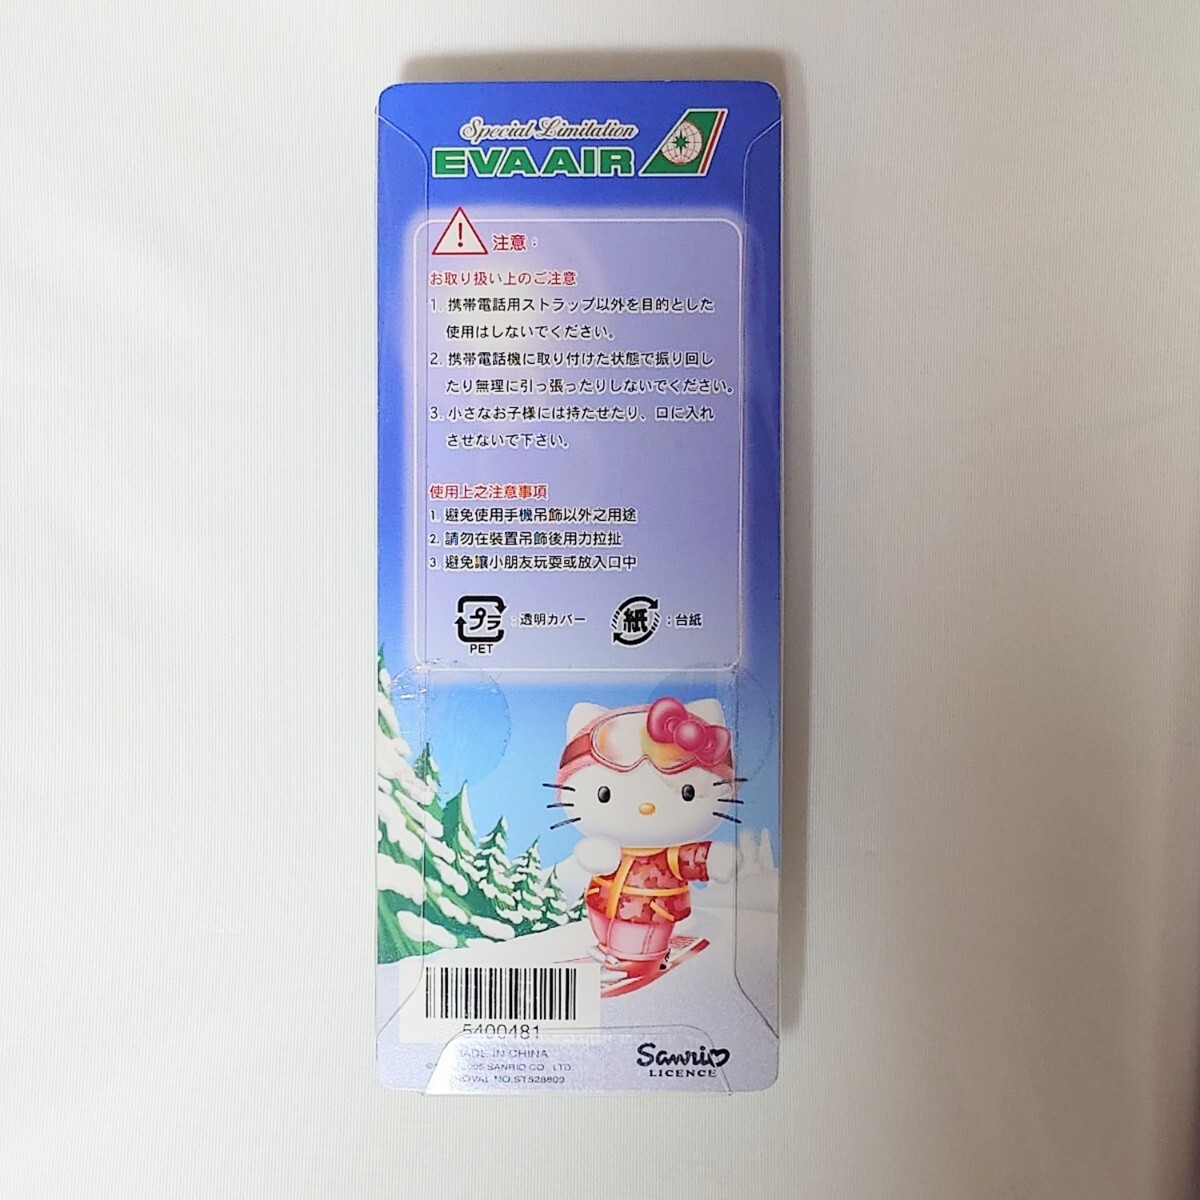 Special Limitation
EVA AIR
注意：
お取り扱い上のご注意
1. 携帯電話用ストラップ以外を目的とした
使用はしないでください。
2. 携帯電話機に取り付けた状態で振り回し
たり無理に引っ張ったりしないでください。
3. 小さなお子様には持たせたり、口に入れ
させないで下さい。
使用上之注意事項
1. 避免使用手機吊飾以外之用途
2. 請勿在裝置吊飾後用力拉扯
3 避免讓小朋友玩耍或放入口中
プラ：透明カバー
PET
紙：台紙
5400481
MADE IN CHINA
SANRIO CO., LTD.
NO.ST528809
Sanrio
LICENCE